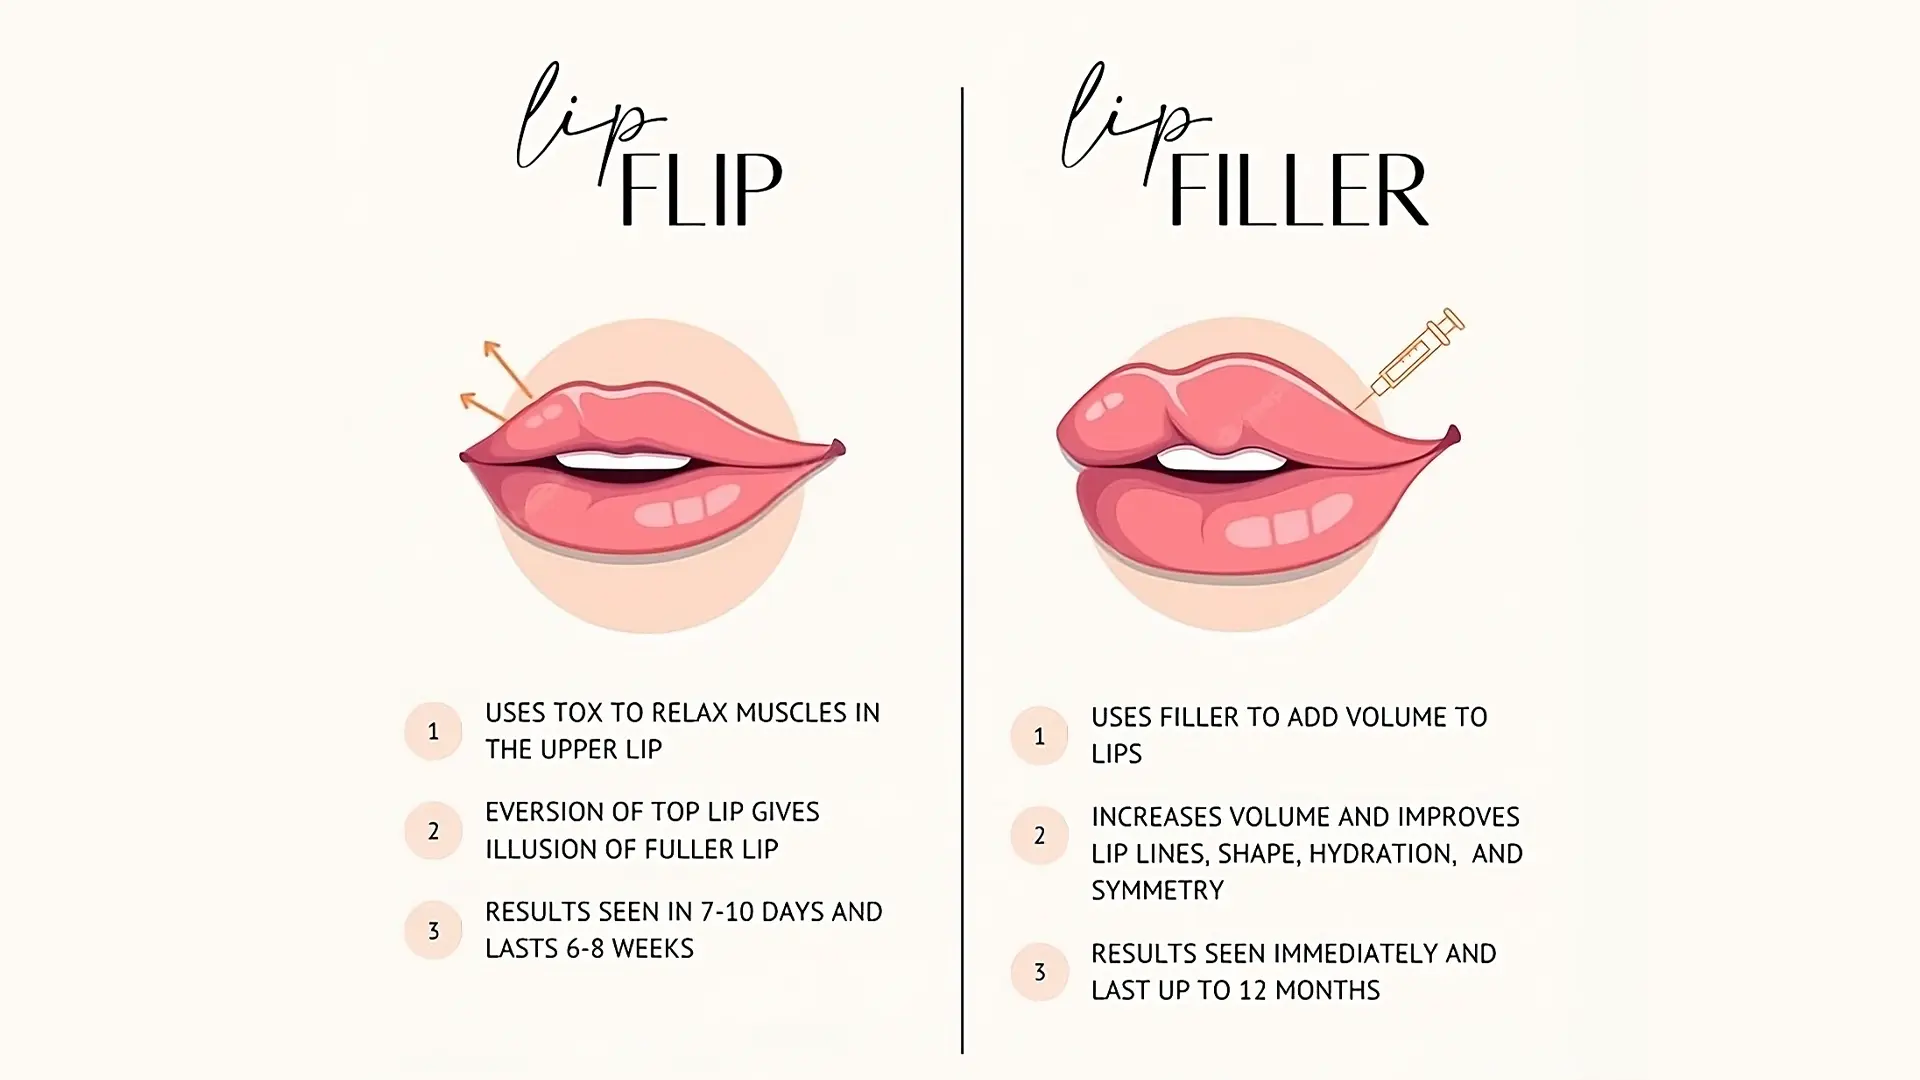 lip
FLIP
1
USES TOX TO RELAX MUSCLES IN
THE UPPER LIP
2
EVERSION OF TOP LIP GIVES
ILLUSION OF FULLER LIP
3
RESULTS SEEN IN 7-10 DAYS AND
LASTS 6-8 WEEKS
lip
FILLER
1
USES FILLER TO ADD VOLUME TO
LIPS
2
INCREASES VOLUME AND IMPROVES
LIP LINES, SHAPE, HYDRATION,  AND
SYMMETRY
3
RESULTS SEEN IMMEDIATELY AND
LAST UP TO 12 MONTHS